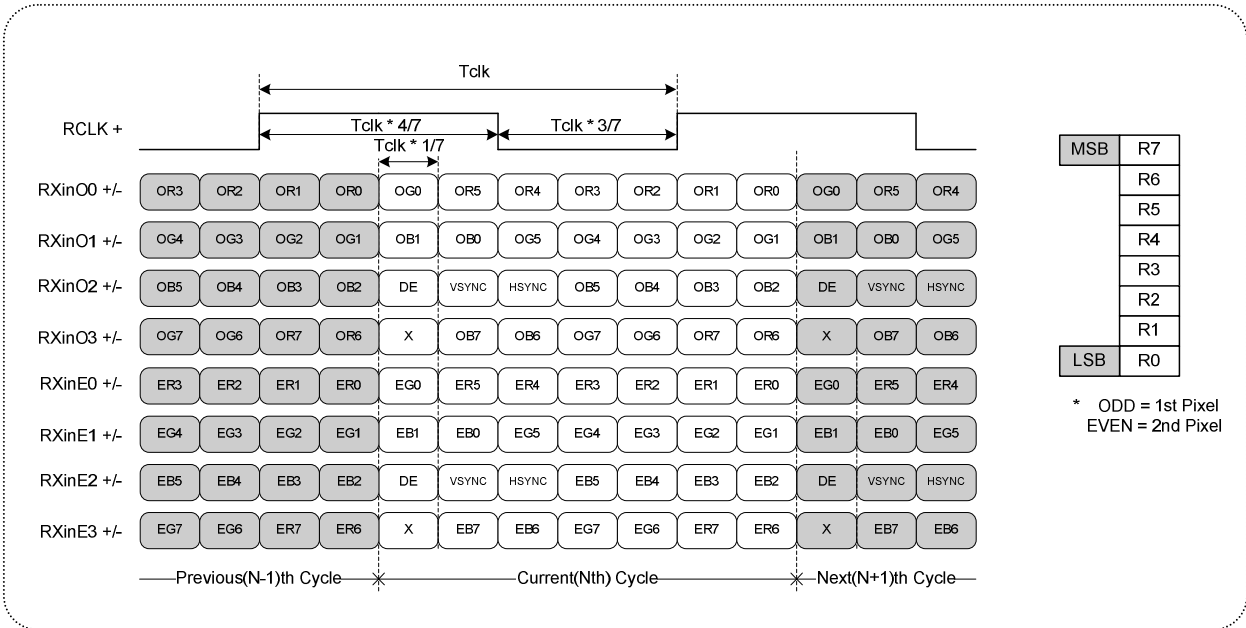 Tclk
RCLK +
Tclk * 4/7
Tclk * 3/7
Tclk * 1/7
RXinO0 +/- OR3 OR2 OR1 OR0 OG0 OR5 OR4 OR3 OR2 OR1 OR0 OG0 OR5 OR4
RXinO1 +/- OG4 OG3 OG2 OG1 OB1 OB0 OG5 OG4 OG3 OG2 OG1 OB1 OB0 OG5
RXinO2 +/- OB5 OB4 OB3 OB2 DE VSYNC HSYNC OB5 OB4 OB3 OB2 DE VSYNC HSYNC
RXinO3 +/- OG7 OG6 OR7 OR6 X OB7 OB6 OG7 OG6 OR7 OR6 X OB7 OB6
RXinE0 +/- ER3 ER2 ER1 ER0 EG0 ER5 ER4 ER3 ER2 ER1 ER0 EG0 ER5 ER4
RXinE1 +/- EG4 EG3 EG2 EG1 EB1 EB0 EG5 EG4 EG3 EG2 EG1 EB1 EB0 EG5
RXinE2 +/- EB5 EB4 EB3 EB2 DE VSYNC HSYNC EB5 EB4 EB3 EB2 DE VSYNC HSYNC
RXinE3 +/- EG7 EG6 ER7 ER6 X EB7 EB6 EG7 EG6 ER7 ER6 X EB7 EB6
Previous(N-1)th Cycle Current(Nth) Cycle Next(N+1)th Cycle
MSB R7
R6
R5
R4
R3
R2
R1
LSB R0
* ODD = 1st Pixel
EVEN = 2nd Pixel